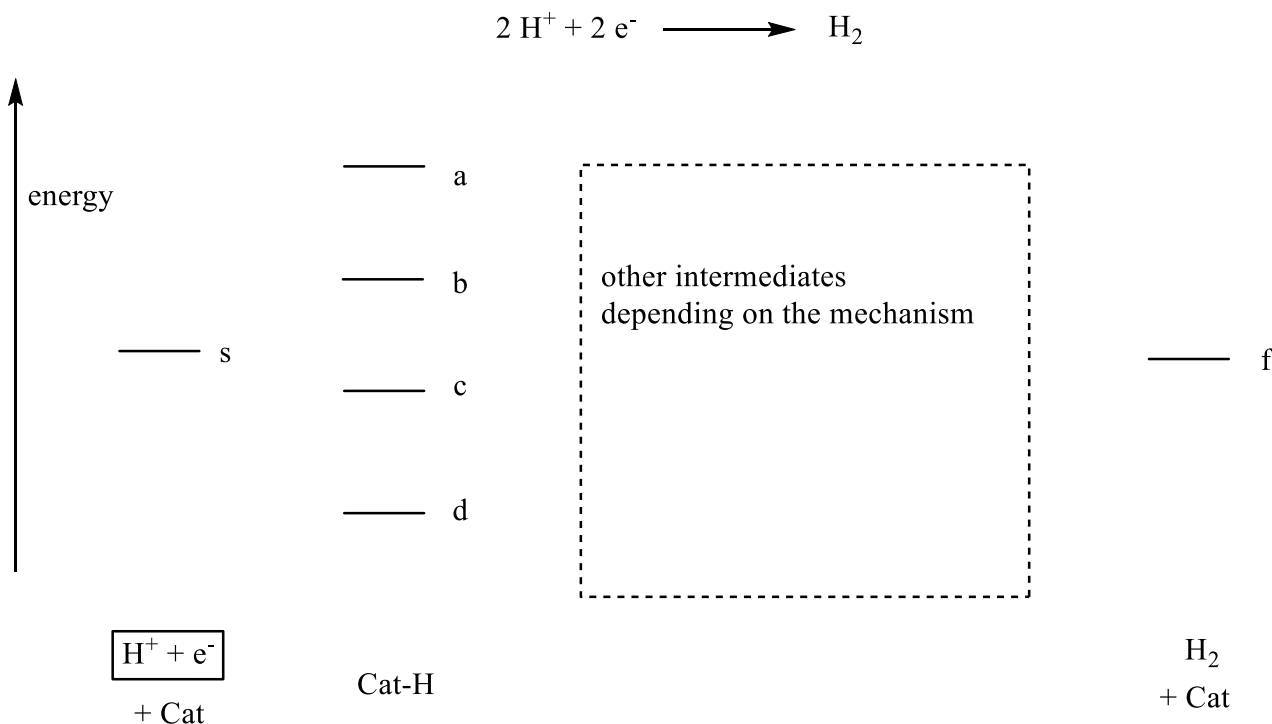 2 H⁺ + 2 e⁻ ⟶ H₂
energy
a
b
s
c
d
other intermediates
depending on the mechanism
f
H⁺ + e⁻
+ Cat
Cat-H
H₂
+ Cat